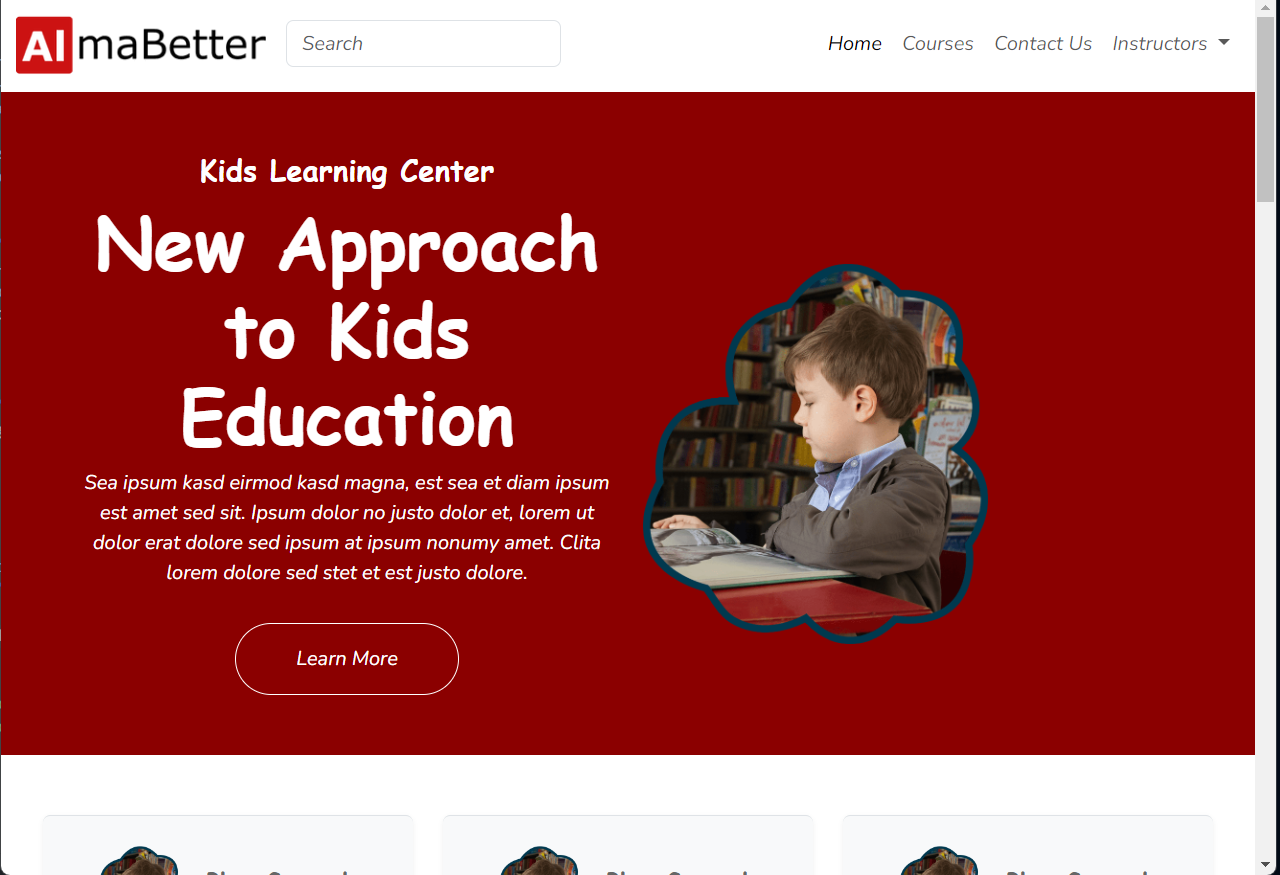 AlmaBetter
Search
Home Courses Contact Us Instructors
Kids Learning Center
New Approach
to Kids
Education
Sea ipsum kasd eirmod kasd magna, est sea et diam ipsum
est amet sed sit. Ipsum dolor no justo dolor et, lorem ut
dolor erat dolore sed ipsum at ipsum nonumy amet. Clita
lorem dolore sed stet et est justo dolore.
Learn More